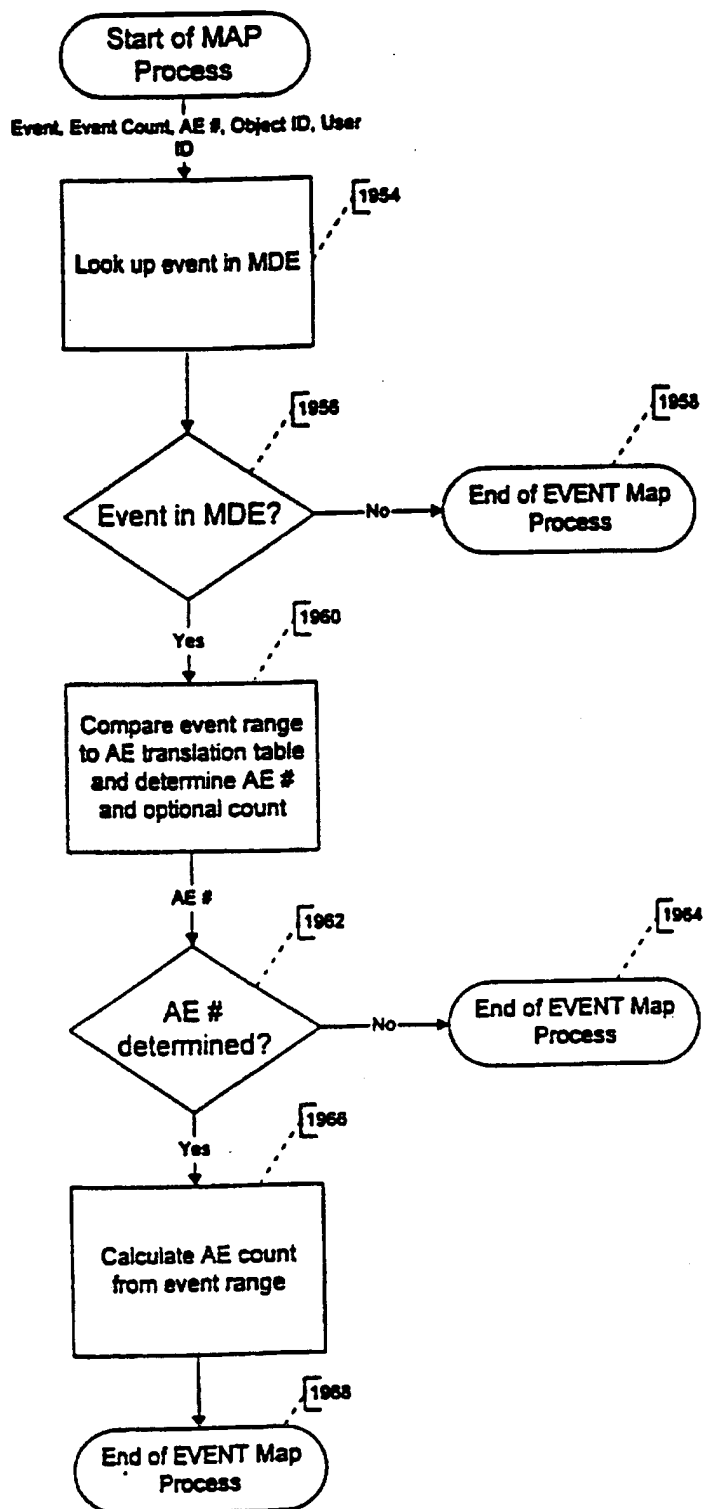 Start of MAP
Process
Event, Event Count, AE #, Object ID, User
ID
1954
Look up event in MDE
1956
1958
Event in MDE?
No
End of EVENT Map
Process
1960
Yes
Compare event range
to AE translation table
and determine AE #
and optional count
AE #
1962
1964
AE #
determined?
No
End of EVENT Map
Process
1966
Yes
Calculate AE count
from event range
1968
End of EVENT Map
Process